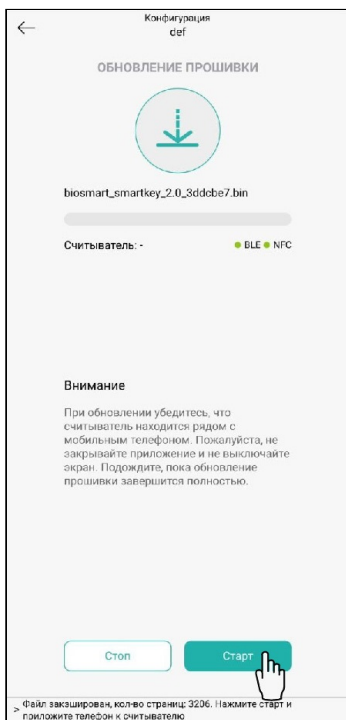 Конфигурация
def
ОБНОВЛЕНИЕ ПРОШИВКИ
biosmart_smartkey_2.0_3ddcbe7.bin
Считыватель: - BLE NFC
Внимание
При обновлении убедитесь, что
считыватель находится рядом с
мобильным телефоном. Пожалуйста, не
закрывайте приложение и не выключайте
экран. Подождите, пока обновление
прошивки завершится полностью.
Стоп Старт
> Файл закэширован, кол-во страниц: 3206. Нажмите старт и
приложите телефон к считывателю